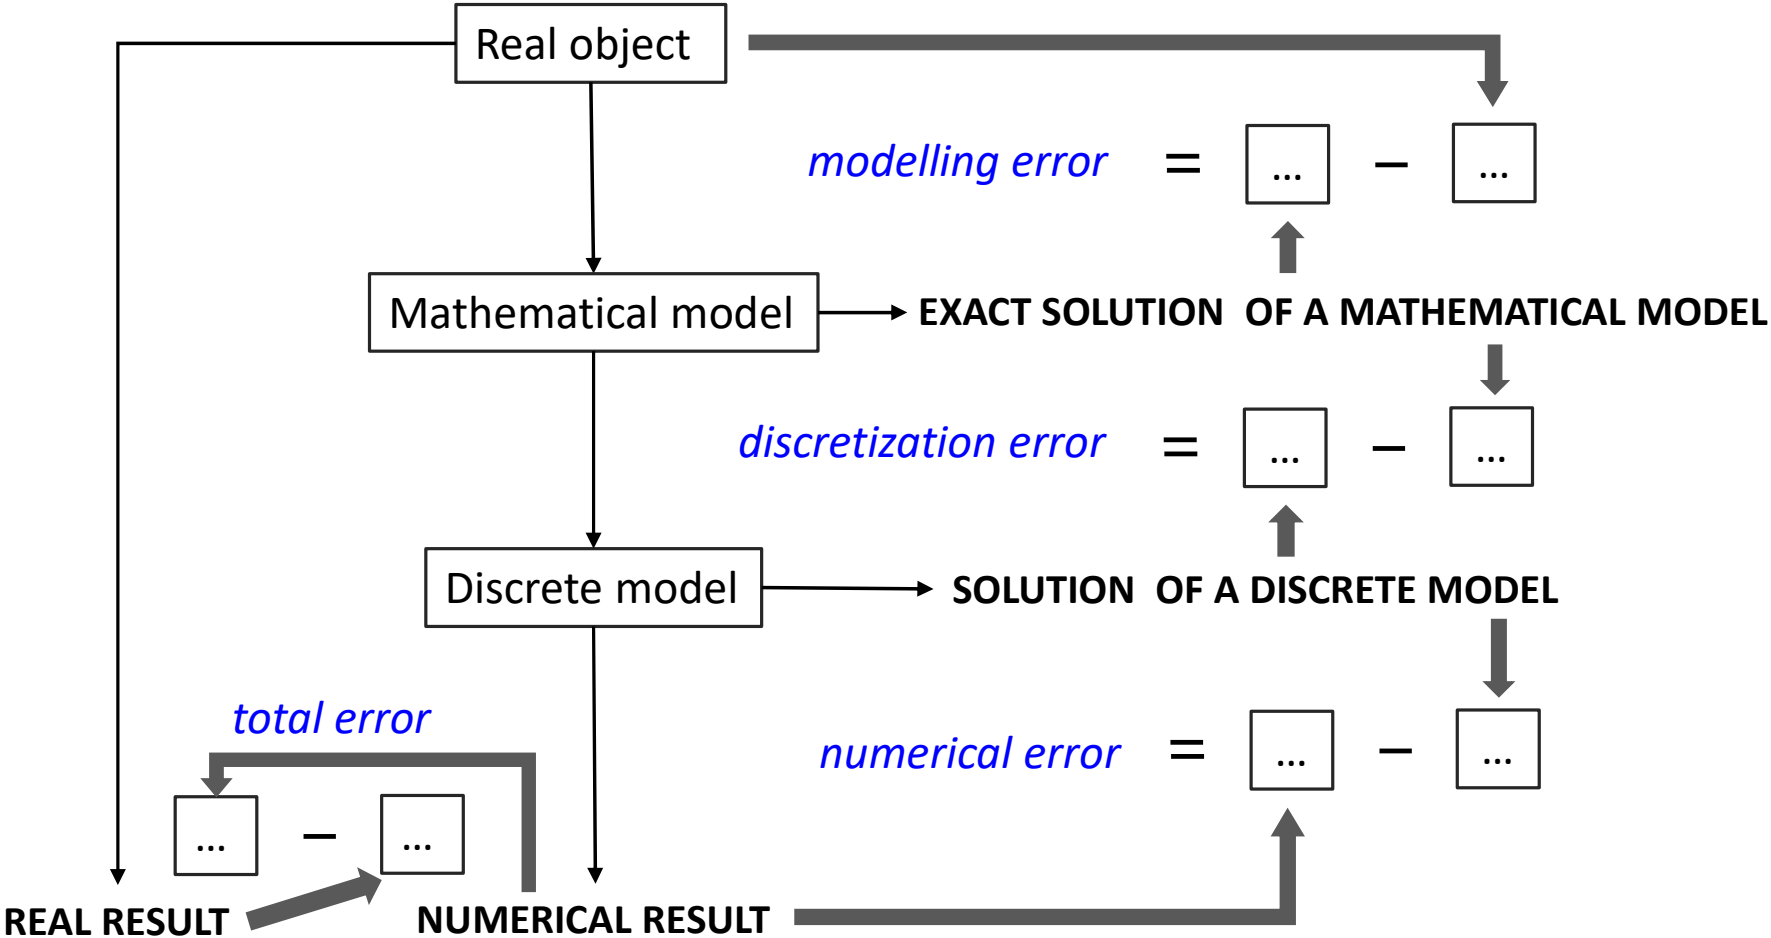 Real object
modelling error = ... – ...
Mathematical model EXACT SOLUTION OF A MATHEMATICAL MODEL
discretization error = ... – ...
Discrete model SOLUTION OF A DISCRETE MODEL
total error
numerical error = ... – ...
... – ...
REAL RESULT NUMERICAL RESULT